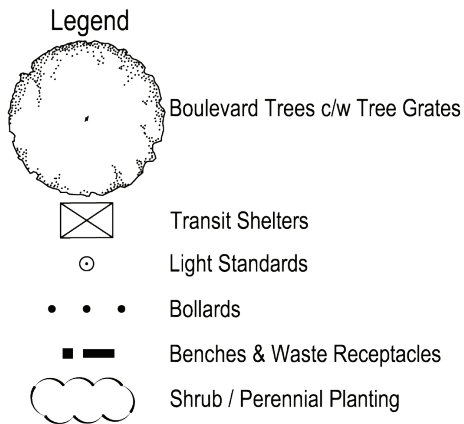 Legend
Boulevard Trees c/w Tree Grates
Transit Shelters
Light Standards
Bollards
Benches & Waste Receptacles
Shrub / Perennial Planting